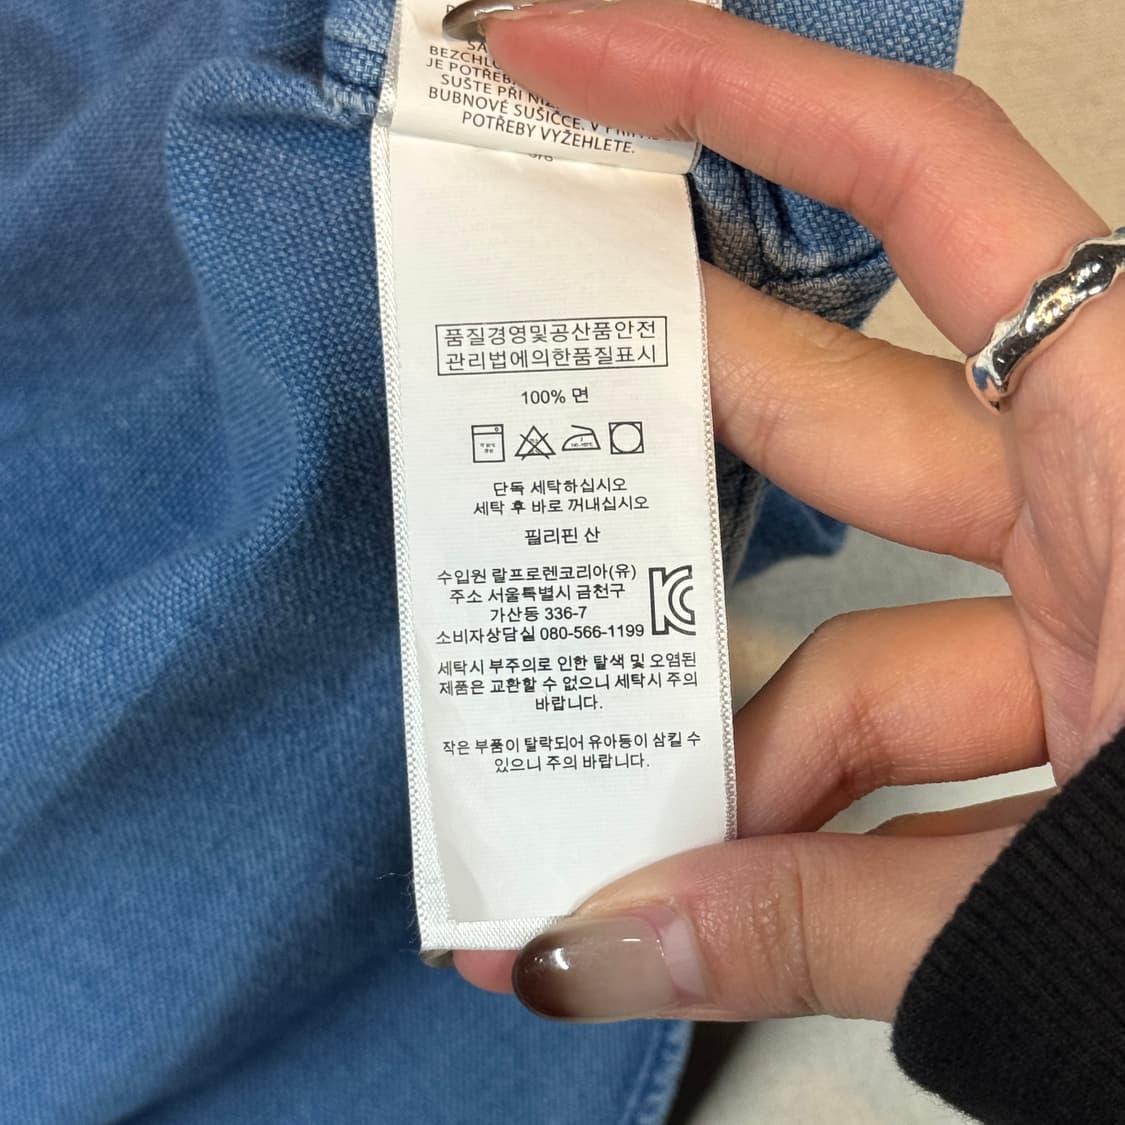 BEZCHL
JE POTŘEB
SUŠTE PŘI NÍZ
BUBNOVÉ SUŠIČCE. V PŘÍPAD
POTŘEBY VYŽEHLETE.
품질경영및공산품안전
관리법에의한품질표시
100% 면
단독 세탁하십시오
세탁 후 바로 꺼내십시오
필리핀 산
수입원 랄프로렌코리아(유)
주소 서울특별시 금천구
가산동 336-7
소비자상담실 080-566-1199
KC
세탁시 부주의로 인한 탈색 및 오염된
제품은 교환할 수 없으니 세탁시 주의
바랍니다.
작은 부품이 탈락되어 유아등이 삼킬 수
있으니 주의 바랍니다.